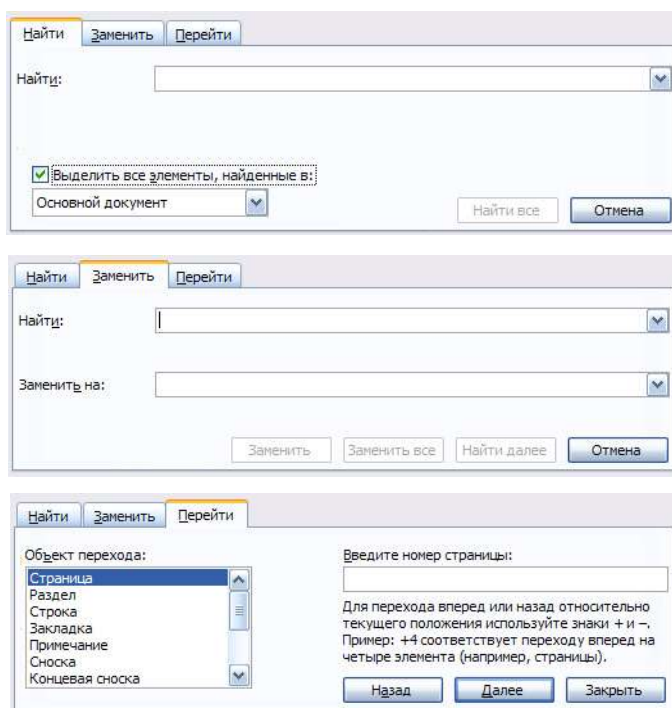 Найти Заменить Перейти
Найти:
Выделить все элементы, найденные в:
Основной документ
Найти все Отмена
Найти Заменить Перейти
Найти:
Заменить на:
Заменить Заменить все Найти далее Отмена
Найти Заменить Перейти
Объект перехода:
Страница
Раздел
Строка
Закладка
Примечание
Сноска
Концевая сноска
Введите номер страницы:
Для перехода вперед или назад относительно
текущего положения используйте знаки + и –.
Пример: +4 соответствует переходу вперед на
четыре элемента (например, страницы).
Назад Далее Закрыть